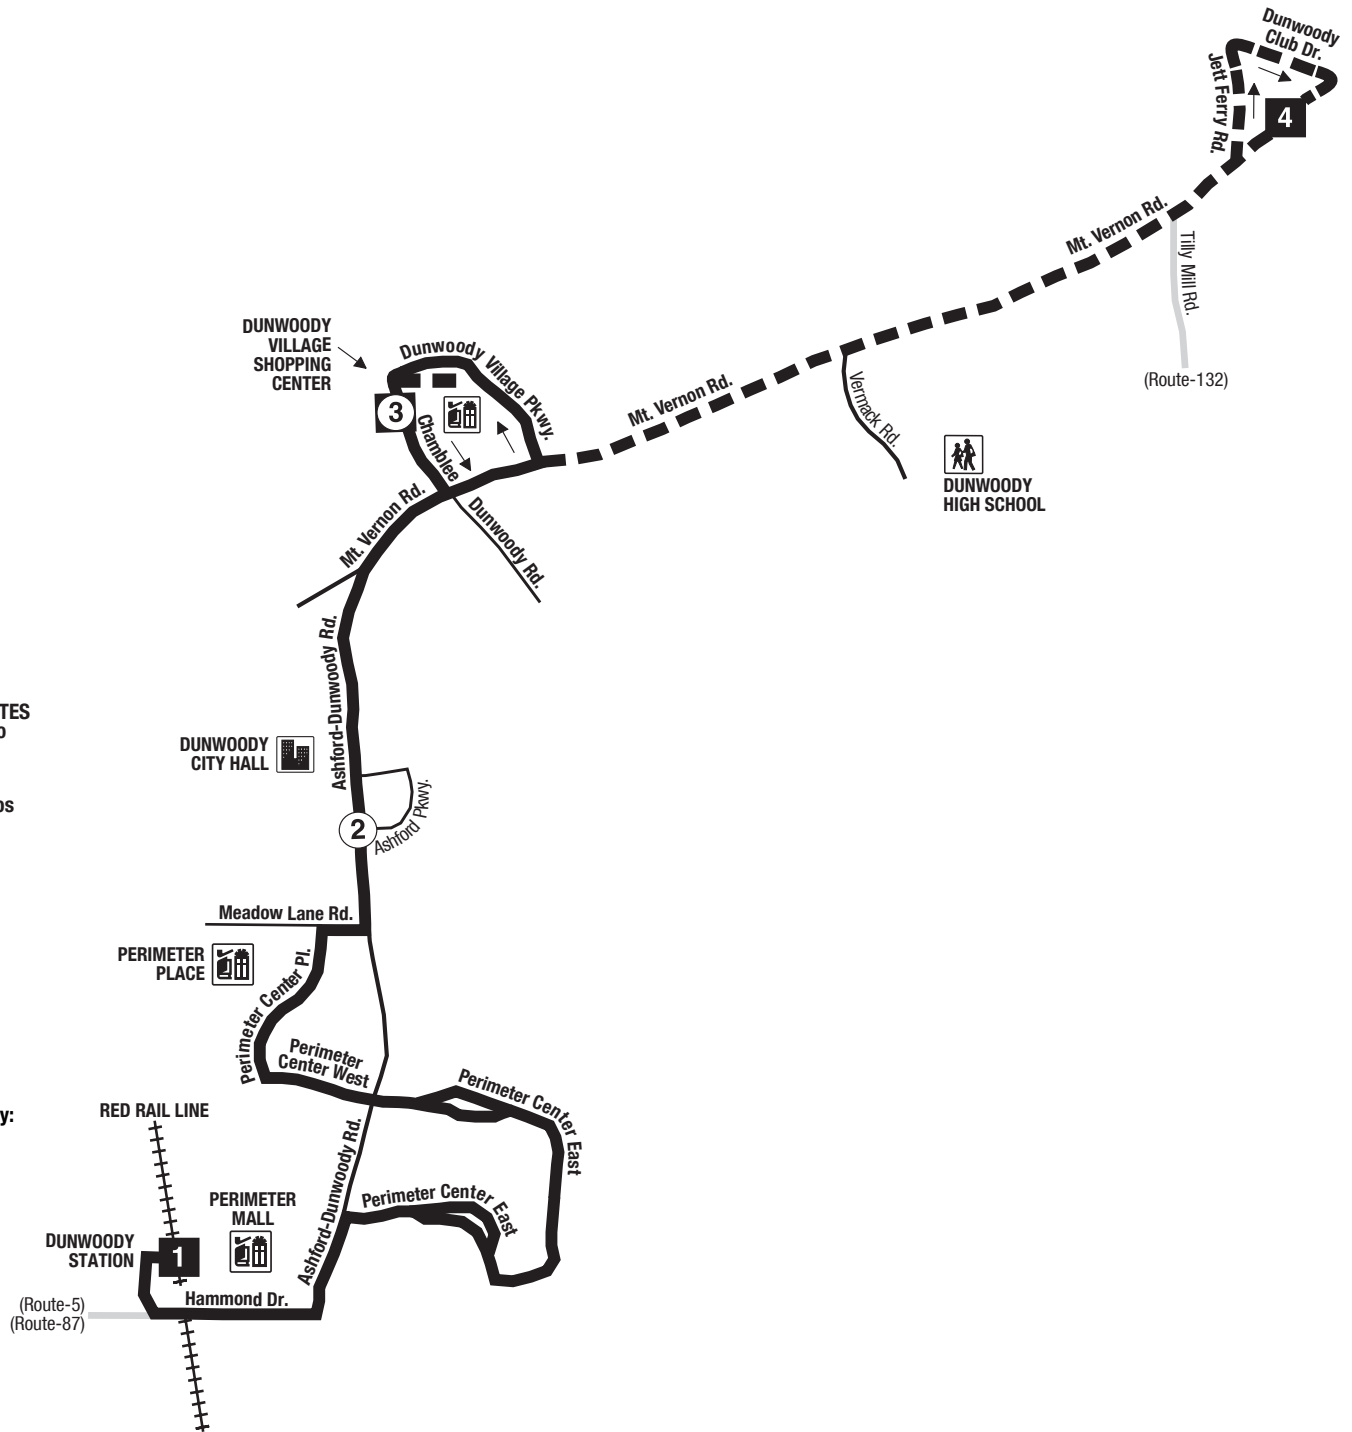 Dunwoody
Club Dr.
Jett Ferry Rd.
4
Mt. Vernon Rd.
Tilly Mill Rd.
(Route-132)
DUNWOODY
VILLAGE
SHOPPING
CENTER
Dunwoody Village Pkwy.
3
Chamblee
Mt. Vernon Rd.
Vermack Rd.
DUNWOODY
HIGH SCHOOL
Mt. Vernon Rd.
Dunwoody Rd.
Ashford-Dunwoody Rd.
TES
o
DUNWOODY
CITY HALL
os
2
Ashford Pkwy.
Meadow Lane Rd.
PERIMETER
PLACE
Perimeter Center Pl.
Perimeter
Center West
Perimeter Center East
RED RAIL LINE
y:
Ashford-Dunwoody Rd.
Perimeter Center East
PERIMETER
MALL
DUNWOODY
STATION
1
Hammond Dr.
(Route-5)
(Route-87)